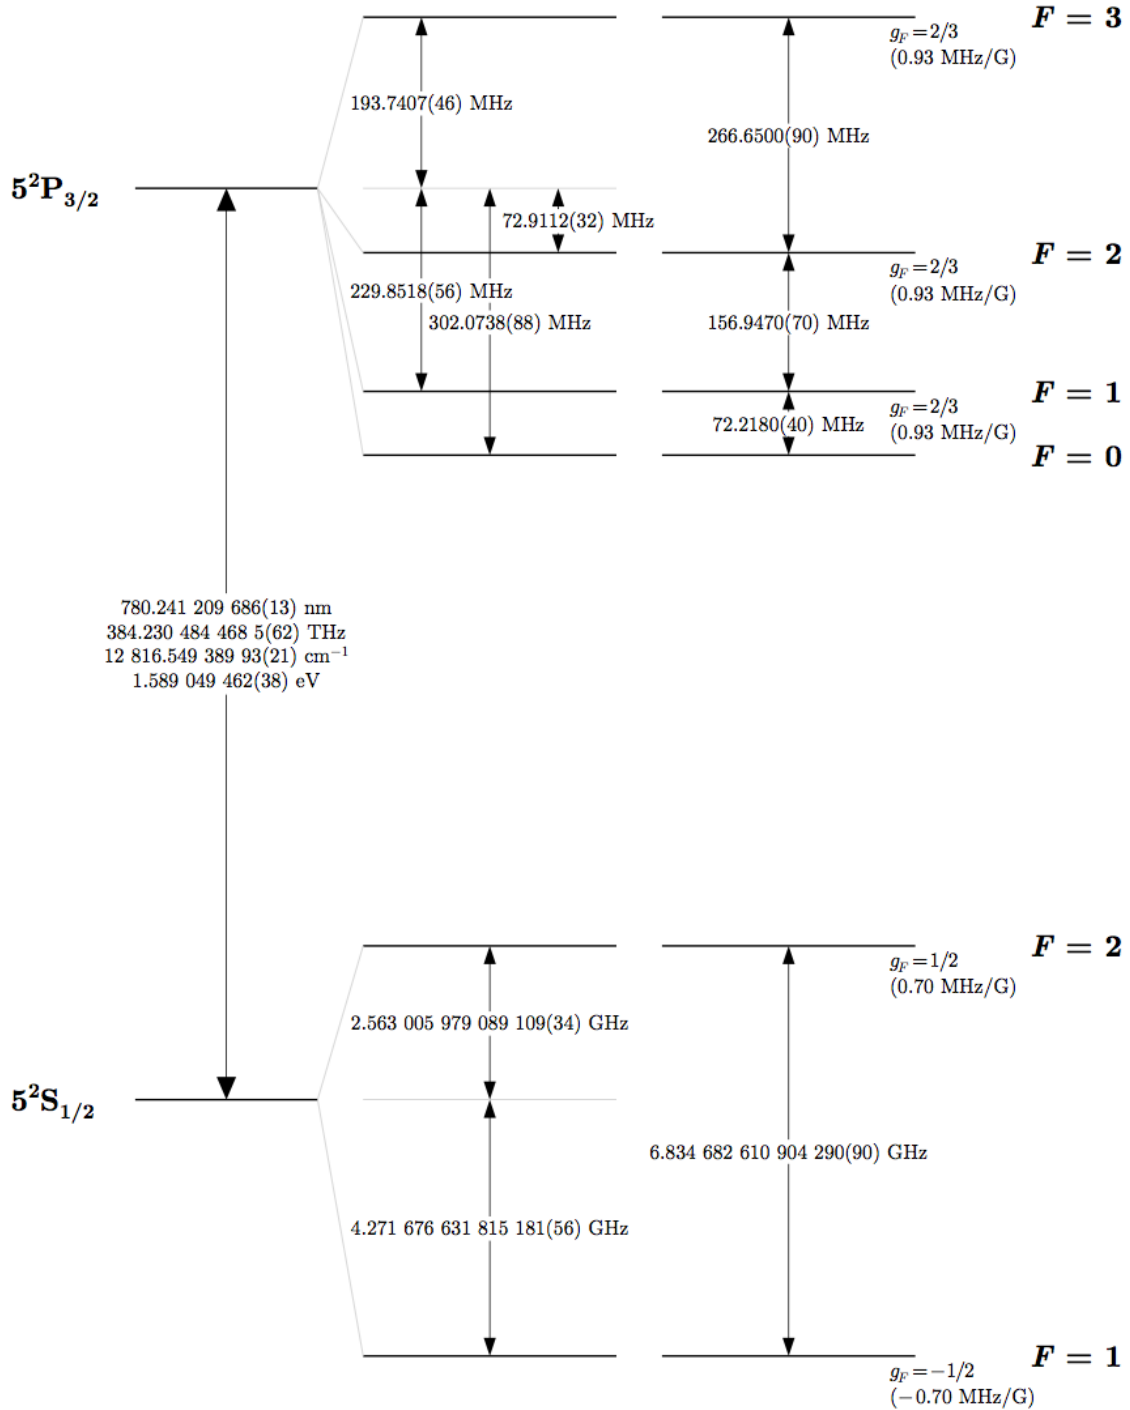 F = 3
g_F = 2/3
(0.93 MHz/G)
193.7407(46) MHz
266.6500(90) MHz
5²P₃/₂
72.9112(32) MHz
F = 2
g_F = 2/3
(0.93 MHz/G)
229.8518(56) MHz
302.0738(88) MHz
156.9470(70) MHz
F = 1
g_F = 2/3
(0.93 MHz/G)
72.2180(40) MHz
F = 0
780.241 209 686(13) nm
384.230 484 468 5(62) THz
12 816.549 389 93(21) cm⁻¹
1.589 049 462(38) eV
F = 2
g_F = 1/2
(0.70 MHz/G)
2.563 005 979 089 109(34) GHz
5²S₁/₂
6.834 682 610 904 290(90) GHz
4.271 676 631 815 181(56) GHz
F = 1
g_F = −1/2
(−0.70 MHz/G)